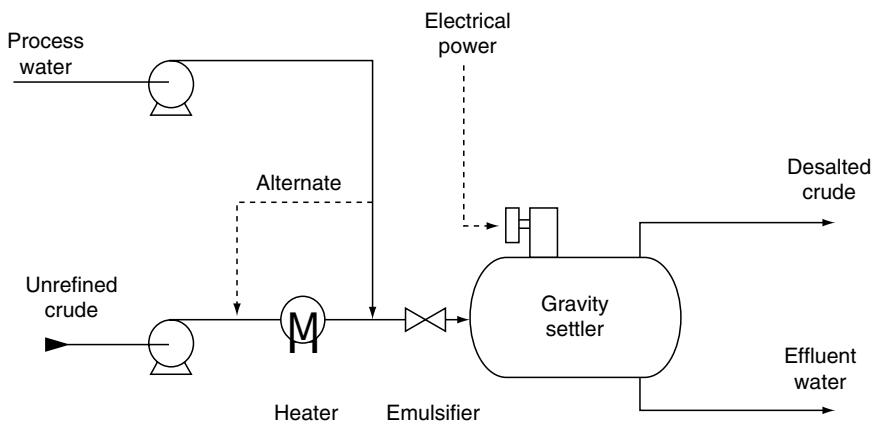 Electrical
power
Process
water
Alternate
Desalted
crude
Unrefined
crude
M
Gravity
settler
Effluent
water
Heater
Emulsifier